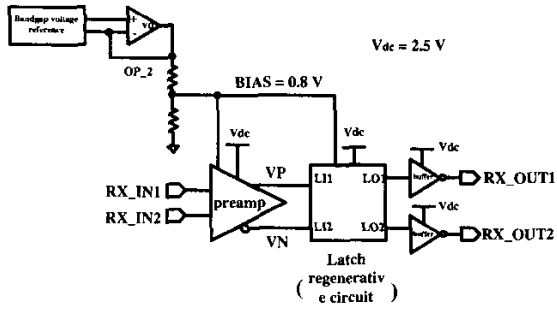 Bandgap voltage
reference
+
-
vo
OP_2
Vdc = 2.5 V
BIAS = 0.8 V
Vdc
Vdc
Vdc
RX_IN1
RX_IN2
preamp
VP
VN
LI1
LI2
LO1
LO2
buffer
RX_OUT1
Vdc
buffer
RX_OUT2
Latch
( regenerativ
e circuit )